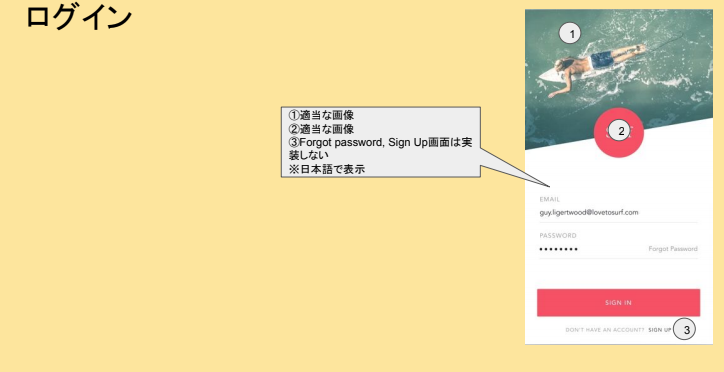 ログイン
1
①適当な画像
②適当な画像
③Forgot password, Sign Up画面は実
装しない
※日本語で表示
2
EMAIL
guy.ligertwood@lovetosurf.com
PASSWORD
•••••••• Forgot Password
SIGN IN
DON'T HAVE AN ACCOUNT? SIGN UP 3